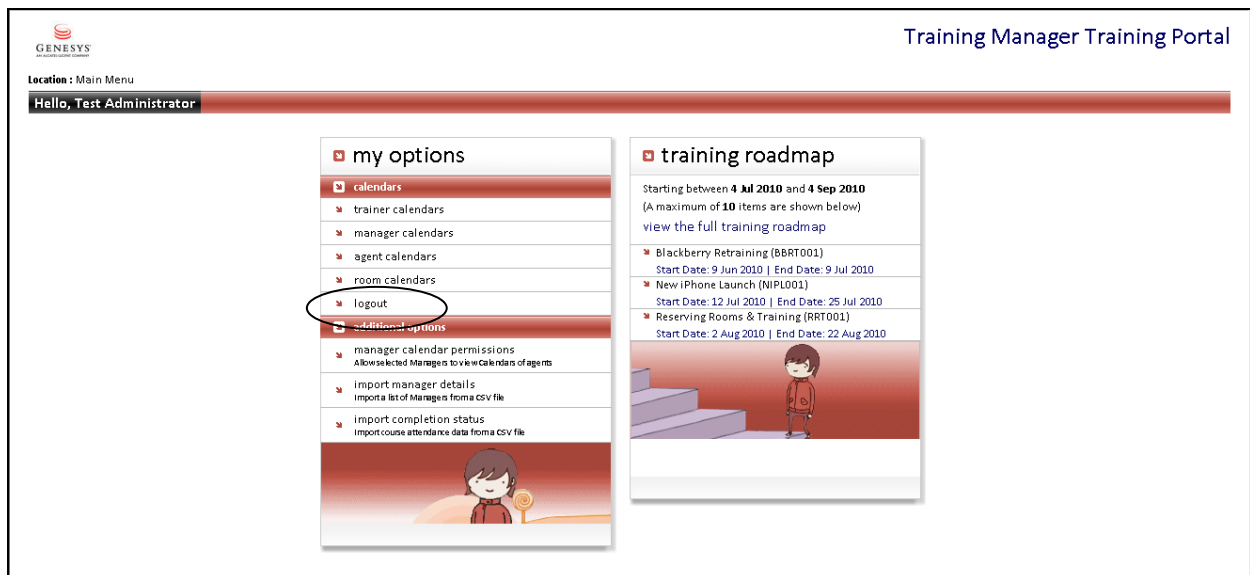 GENESYS
AN ALCATEL-LUCENT COMPANY
Training Manager Training Portal
Location : Main Menu
Hello, Test Administrator
my options
calendars
trainer calendars
manager calendars
agent calendars
room calendars
logout
additional options
manager calendar permissions
Allow selected Managers to view Calendars of agents
import manager details
Import a list of Managers from a CSV file
import completion status
Import course attendance data from a CSV file
training roadmap
Starting between 4 Jul 2010 and 4 Sep 2010
(A maximum of 10 items are shown below)
view the full training roadmap
Blackberry Retraining (BBRT001)
Start Date: 9 Jun 2010 | End Date: 9 Jul 2010
New iPhone Launch (NIPL001)
Start Date: 12 Jul 2010 | End Date: 25 Jul 2010
Reserving Rooms & Training (RRT001)
Start Date: 2 Aug 2010 | End Date: 22 Aug 2010